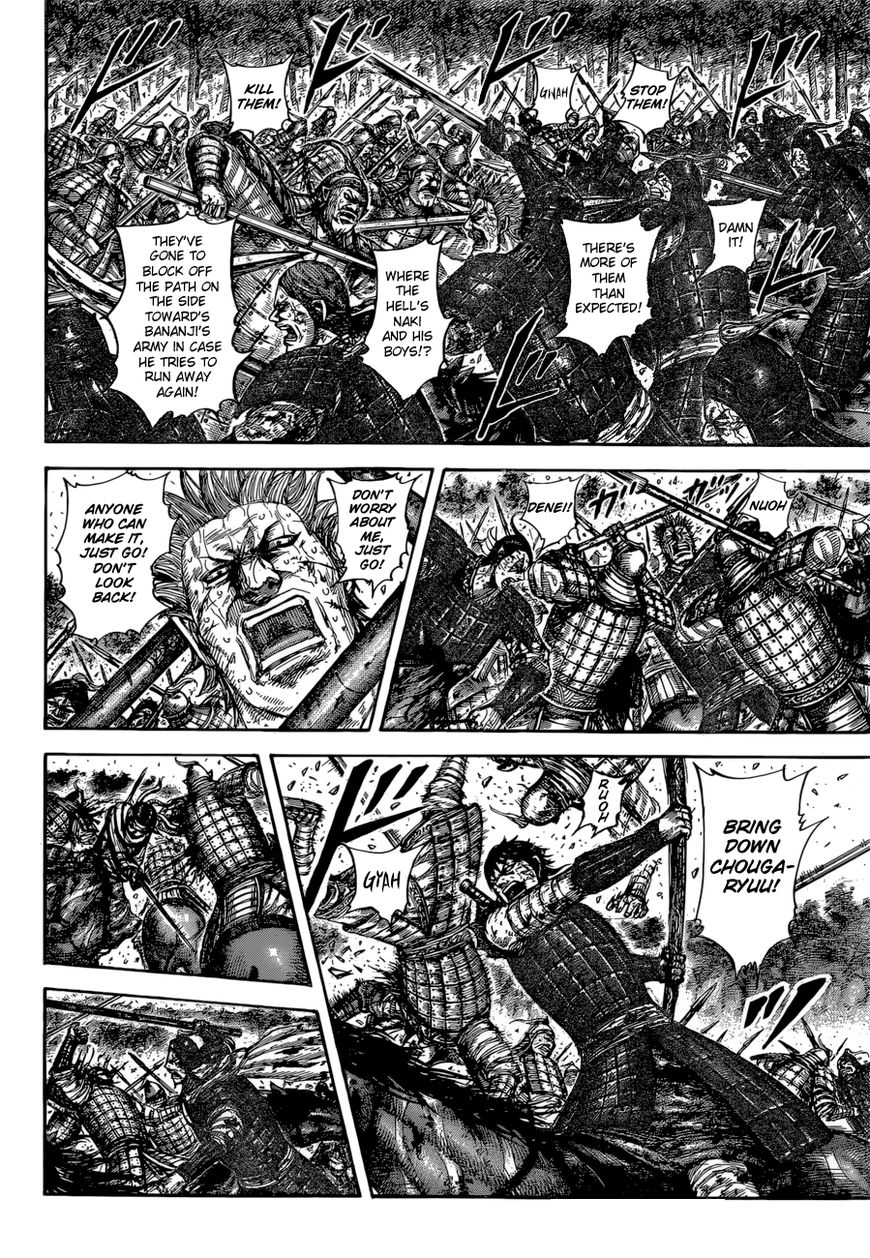 STOP
THEM!
GWAH
KILL
THEM!
DAMN
IT!
THERE'S
MORE OF
THEM
THAN
EXPECTED!
WHERE
THE
HELL'S
NAKI
AND HIS
BOYS!?
THEY'VE
GONE TO
BLOCK OFF
THE PATH ON
THE SIDE
TOWARD'S
BANANJI'S
ARMY IN CASE
HE TRIES TO
RUN AWAY
AGAIN!
NUOH
DENEI!
ガ゙
DON'T
WORRY
ABOUT
ME,
JUST
GO!
ANYONE
WHO CAN
MAKE IT,
JUST GO!
DON'T
LOOK
BACK!
BRING
DOWN
CHOUGA-
RYUU!
RUOH
GYAH